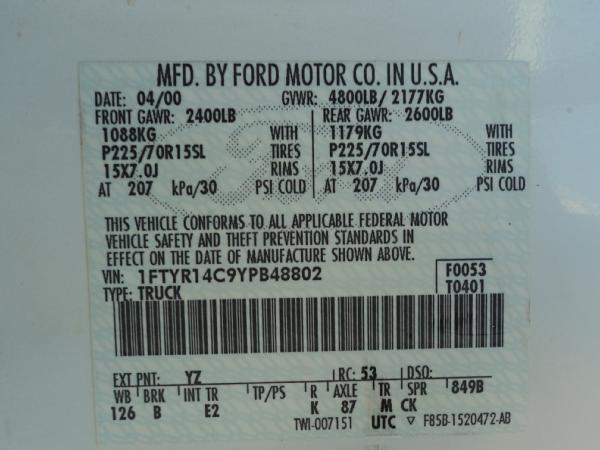 MFD. BY FORD MOTOR CO. IN U.S.A.
DATE: 04/00 GVWR: 4800LB/ 2177KG
FRONT GAWR: 2400LB REAR GAWR: 2600LB
1088KG WITH 1179KG WITH
P225/70R15SL TIRES P225/70R15SL TIRES
15X7.0J RIMS 15X7.0J RIMS
AT 207 kPa/30 PSI COLD AT 207 kPa/30 PSI COLD
THIS VEHICLE CONFORMS TO ALL APPLICABLE FEDERAL MOTOR
VEHICLE SAFETY AND THEFT PREVENTION STANDARDS IN
EFFECT ON THE DATE OF MANUFACTURE SHOWN ABOVE.
VIN: 1FTYR14C9YPB48802 F0053
TYPE: TRUCK T0401
EXT PNT: YZ RC: 53 DSO:
WB BRK INT TR TP/PS R AXLE TR SPR 849B
126 B E2 K 87 M CK
TWI-007151 UTC ▽ F85B-1520472-AB